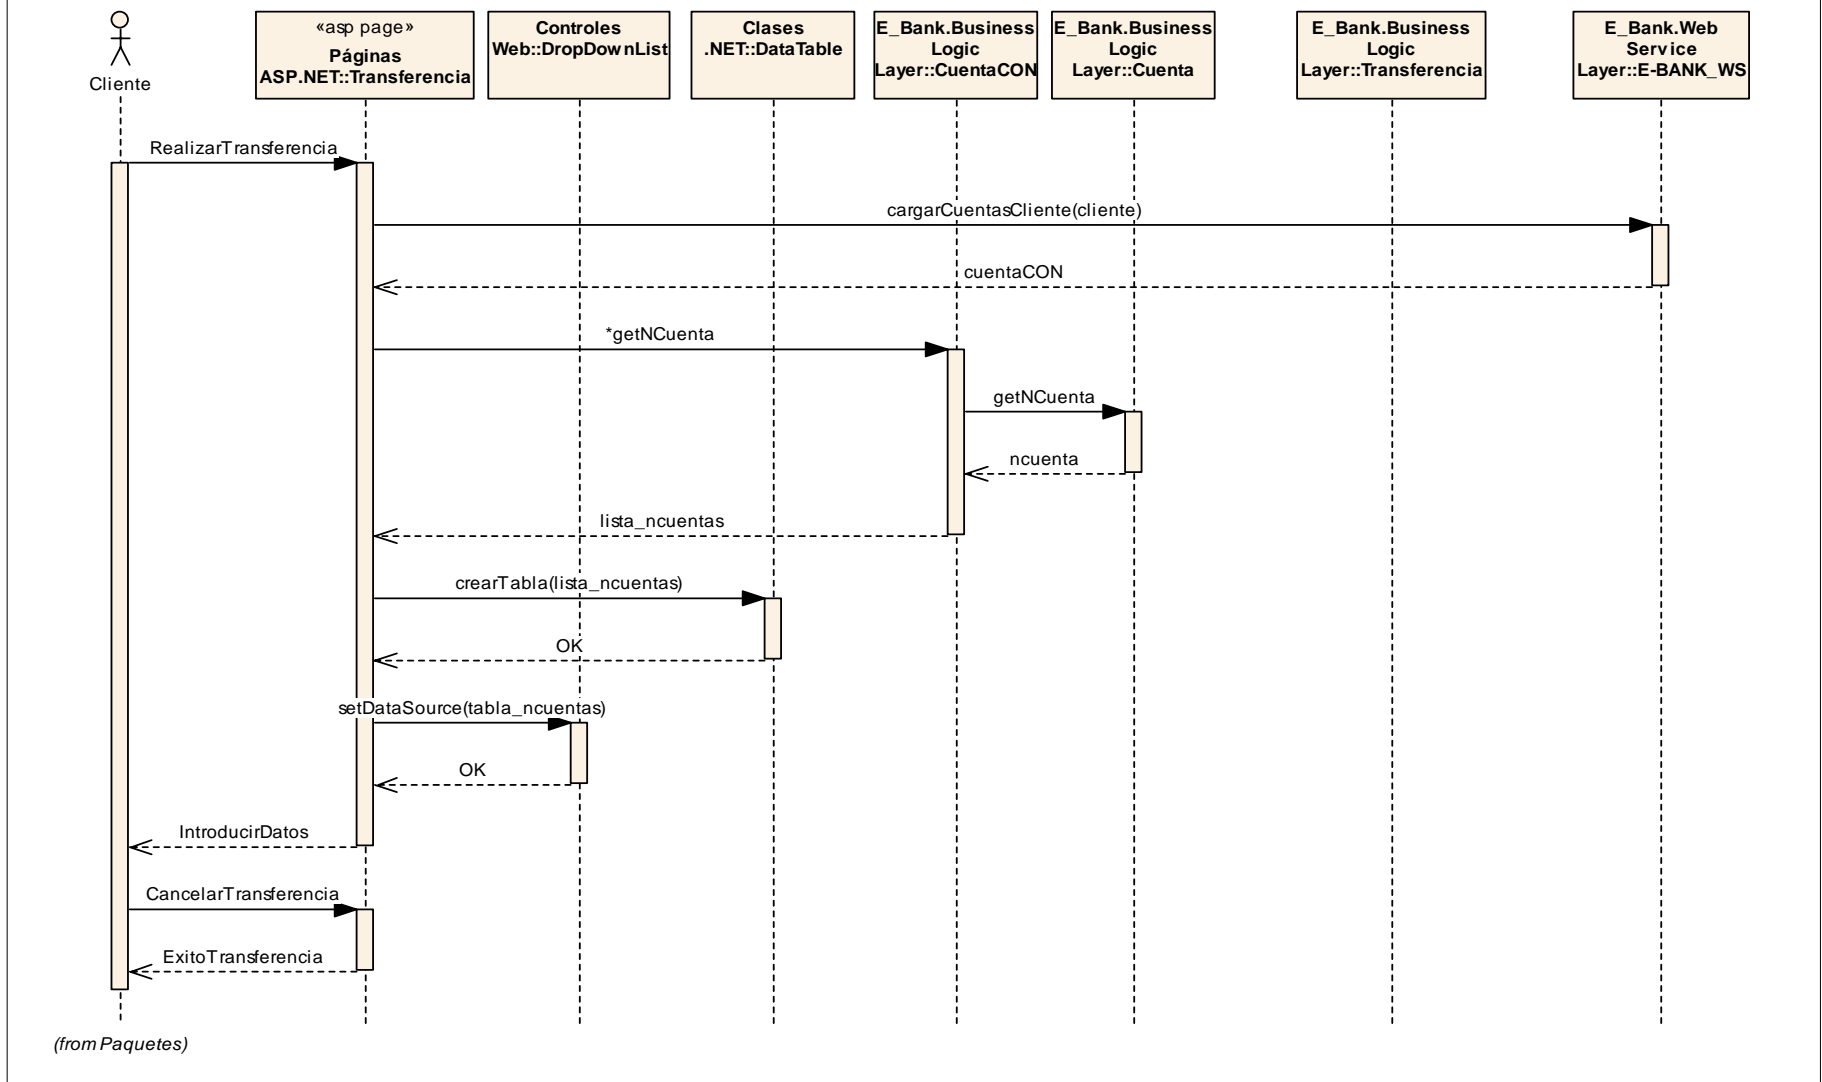 Cliente
«asp page»
Páginas
ASP.NET::Transferencia
Controles
Web::DropDownList
Clases
.NET::DataTable
E_Bank.Business
Logic
Layer::CuentaCON
E_Bank.Business
Logic
Layer::Cuenta
E_Bank.Business
Logic
Layer::Transferencia
E_Bank.Web
Service
Layer::E-BANK_WS
RealizarTransferencia
cargarCuentasCliente(cliente)
cuentaCON
*getNCuenta
getNCuenta
ncuenta
lista_ncuentas
crearTabla(lista_ncuentas)
OK
setDataSource(tabla_ncuentas)
OK
IntroducirDatos
CancelarTransferencia
ExitoTransferencia
(from Paquetes)